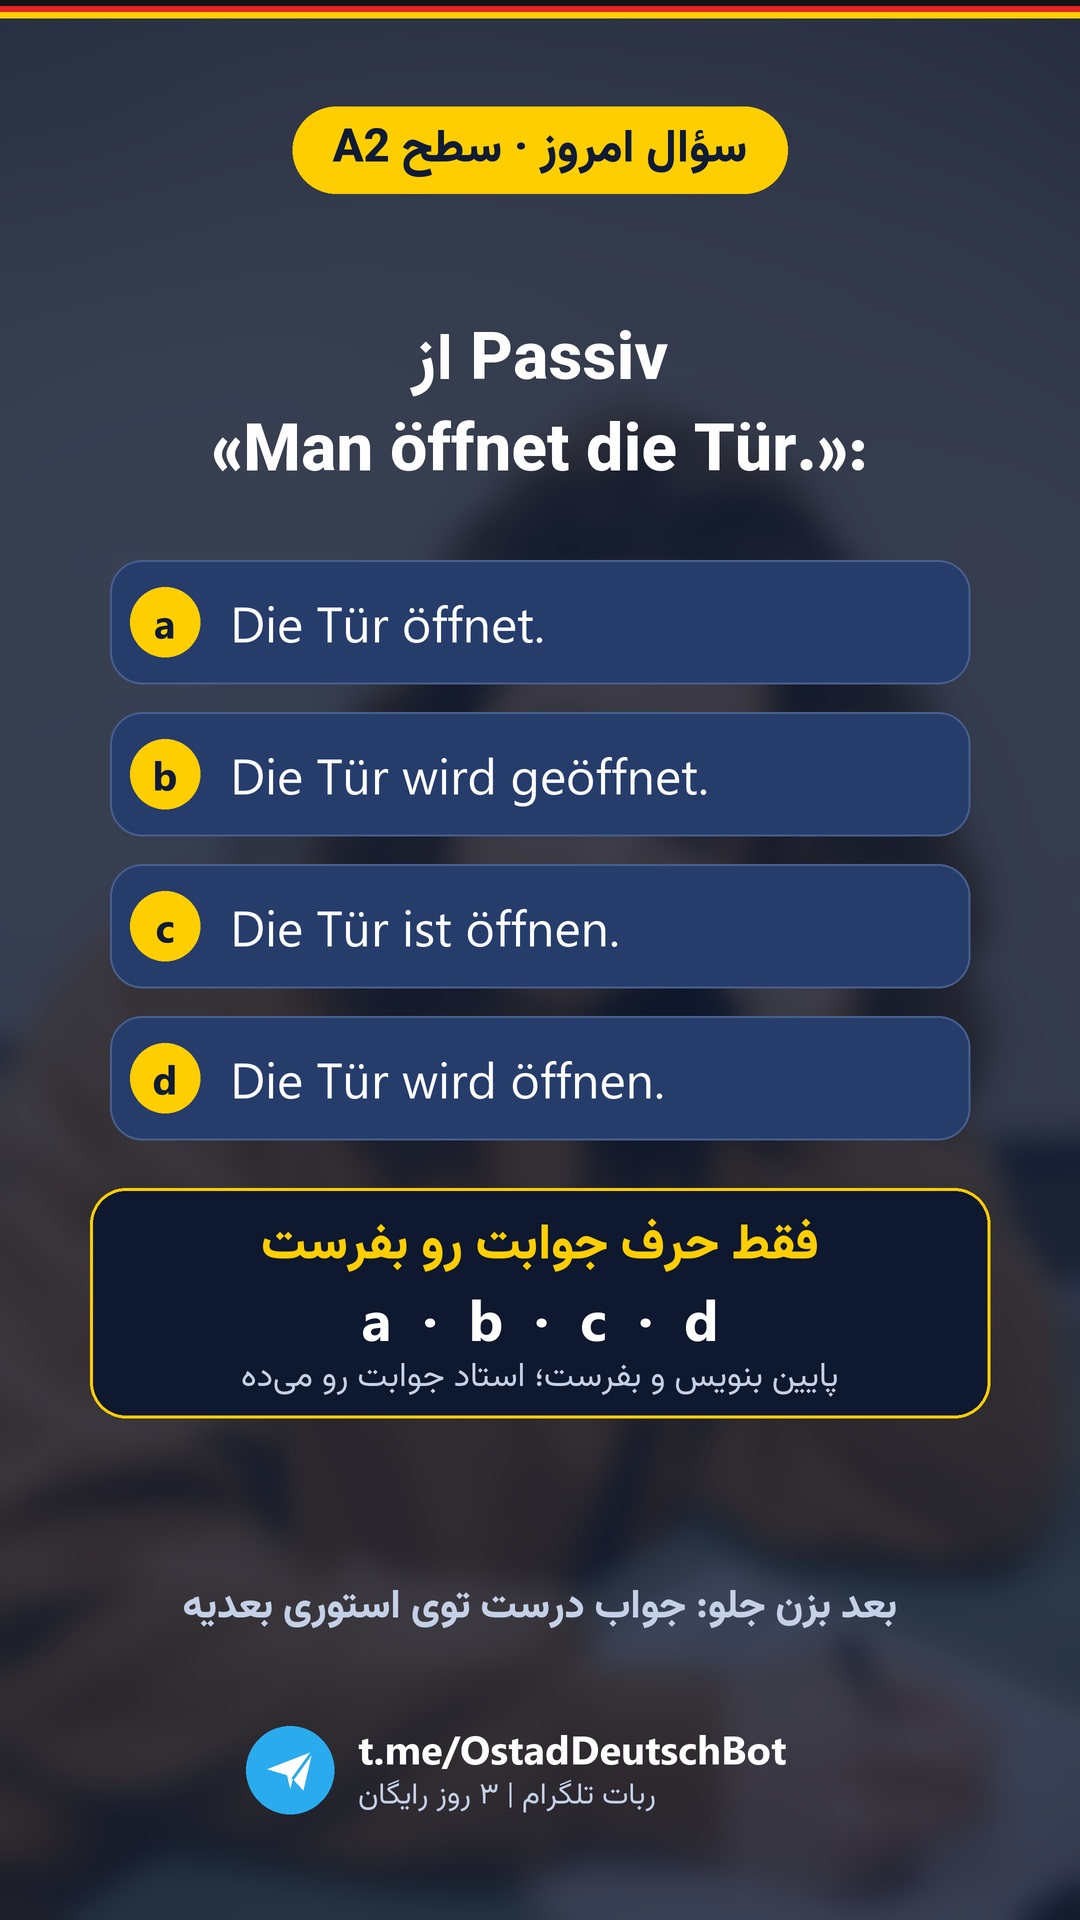 سؤال امروز · سطح A2
Passiv از
«Man öffnet die Tür.»:
a Die Tür öffnet.
b Die Tür wird geöffnet.
c Die Tür ist öffnen.
d Die Tür wird öffnen.
فقط حرف جوابت رو بفرست
a · b · c · d
پایین بنویس و بفرست؛ استاد جوابت رو می‌ده
بعد بزن جلو: جواب درست توی استوری بعدیه
t.me/OstadDeutschBot
ربات تلگرام | ۳ روز رایگان